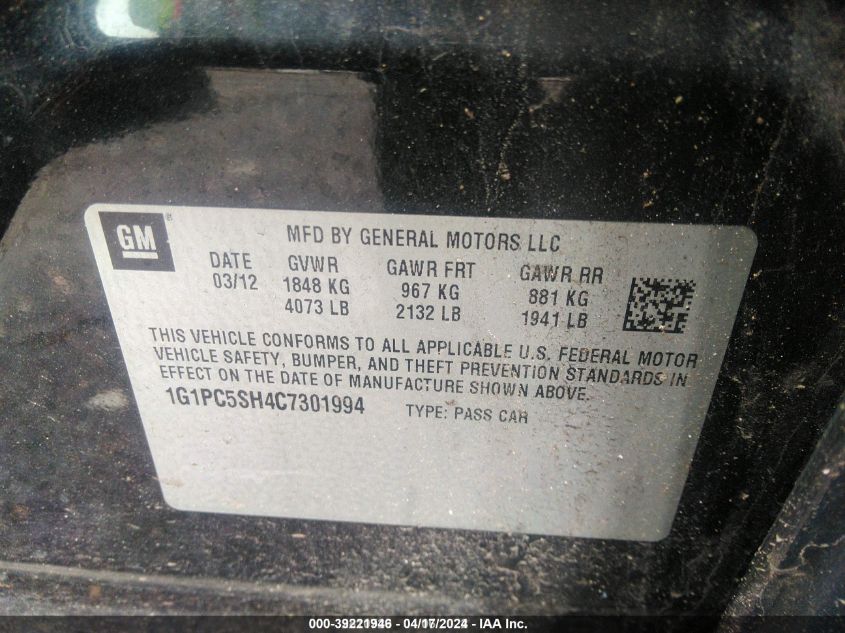 GM
MFD BY GENERAL MOTORS LLC
DATE GVWR GAWR FRT GAWR RR
03/12 1848 KG 967 KG 881 KG
4073 LB 2132 LB 1941 LB
THIS VEHICLE CONFORMS TO ALL APPLICABLE U.S. FEDERAL MOTOR
VEHICLE SAFETY, BUMPER, AND THEFT PREVENTION STANDARDS IN
EFFECT ON THE DATE OF MANUFACTURE SHOWN ABOVE.
1G1PC5SH4C7301994 TYPE: PASS CAR
000-39221946 - 04/17/2024 - IAA Inc.